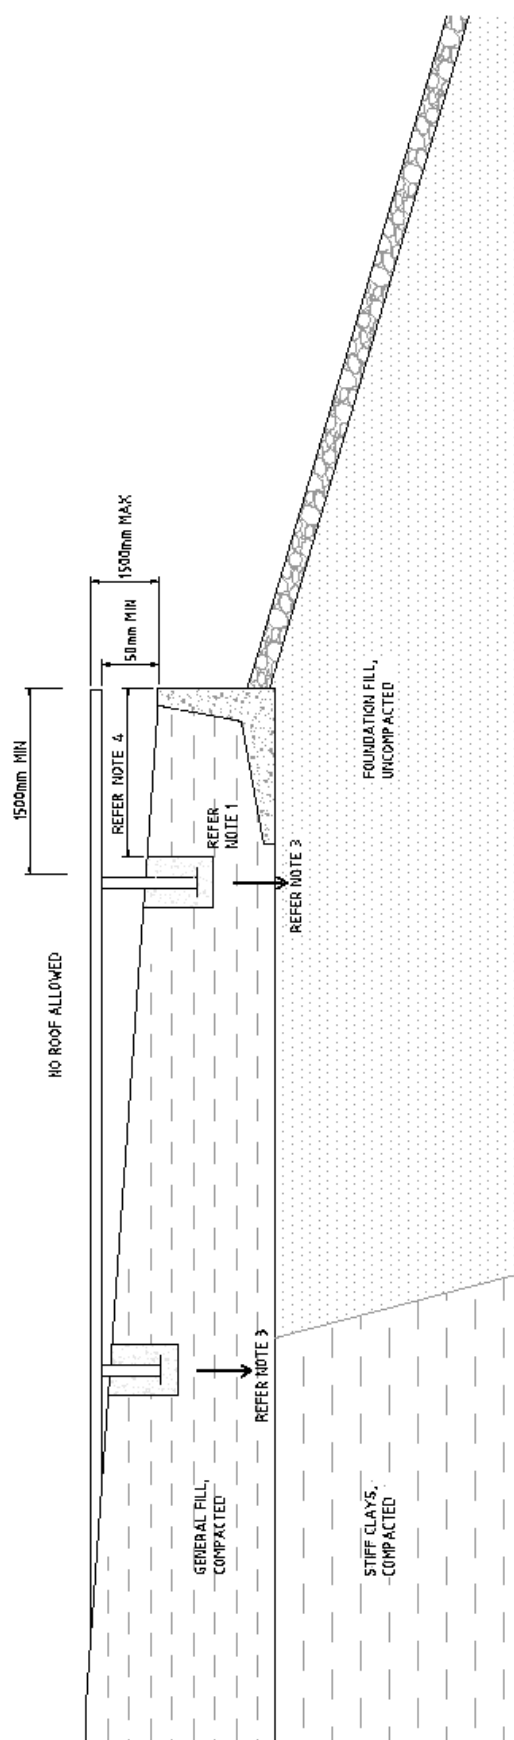 1500mm MIN
1500mm MAX
50mm MIN
REFER NOTE 4
NO ROOF ALLOWED
REFER
NOTE 1
REFER NOTE 3
REFER NOTE 3
GENERAL FILL,
COMPACTED
FOUNDATION FILL,
UNCOMPACTED
STIFF CLAYS,
COMPACTED